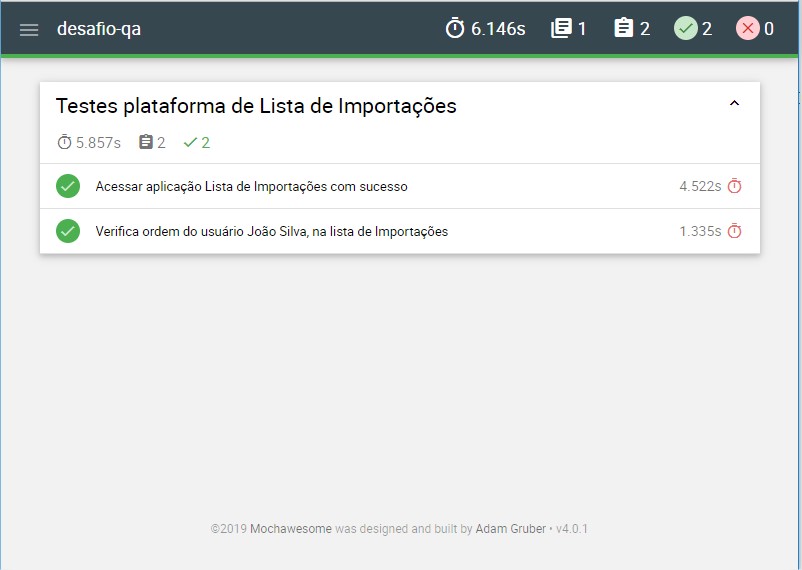 desafio-qa 6.146s 1 2 2 0
Testes plataforma de Lista de Importações
5.857s 2 2
Acessar aplicação Lista de Importações com sucesso 4.522s
Verifica ordem do usuário João Silva, na lista de Importações 1.335s
©2019 Mochawesome was designed and built by Adam Gruber • v4.0.1